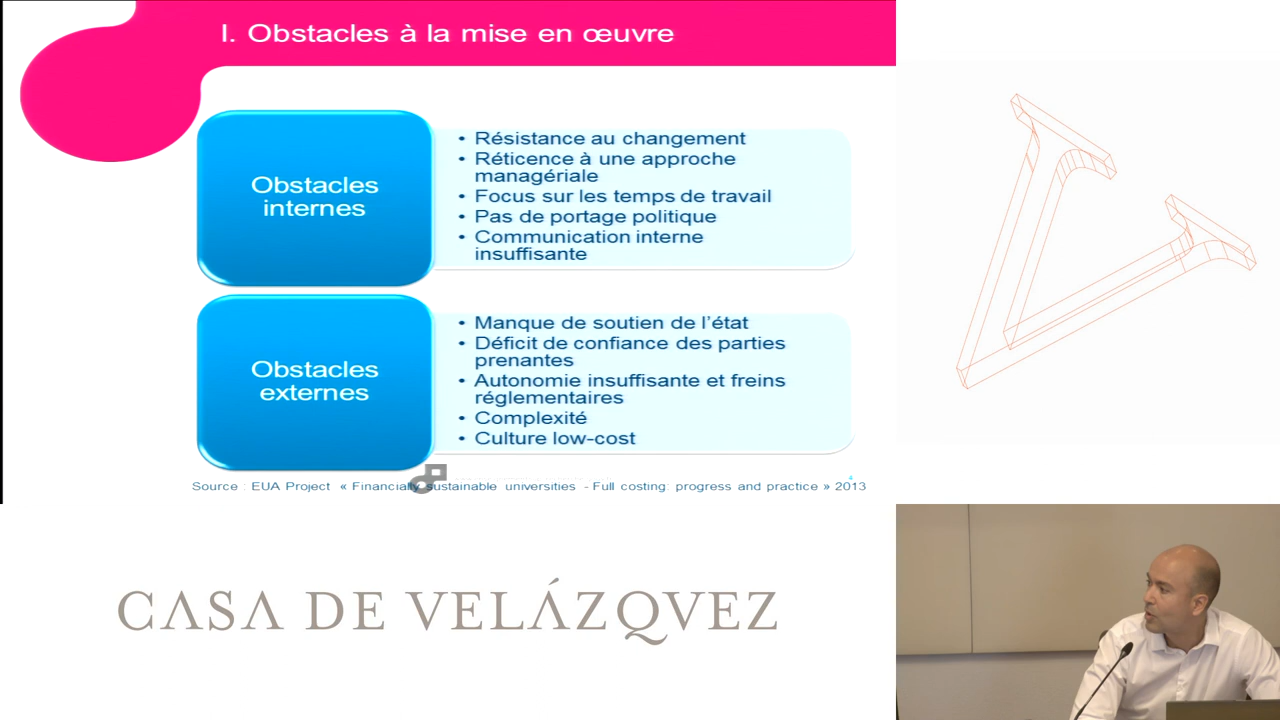 I. Obstacles à la mise en œuvre
Obstacles
internes
• Résistance au changement
• Réticence à une approche
managériale
• Focus sur les temps de travail
• Pas de portage politique
• Communication interne
insuffisante
Obstacles
externes
• Manque de soutien de l’état
• Déficit de confiance des parties
prenantes
• Autonomie insuffisante et freins
réglementaires
• Complexité
• Culture low-cost
4
Source : EUA Project « Financially sustainable universities - Full costing: progress and practice » 2013
CASA DE VELÁZQVEZ